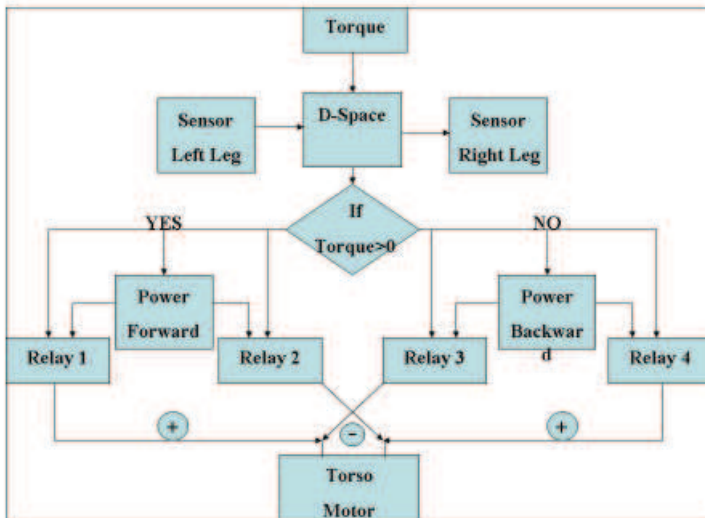 Torque
Sensor
Left Leg
D-Space
Sensor
Right Leg
If
Torque>0
YES
NO
Power
Forward
Power
Backwar
d
Relay 1
Relay 2
Relay 3
Relay 4
+
-
+
Torso
Motor